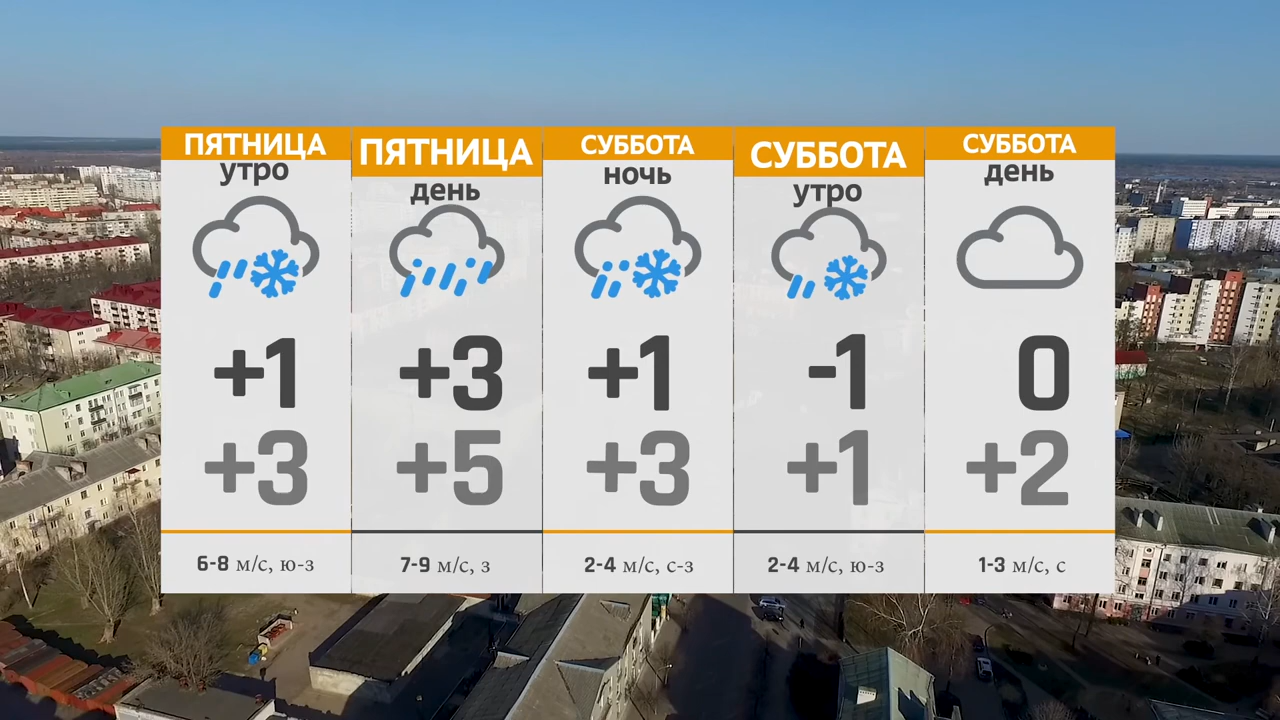 ПЯТНИЦА
утро
+1
+3
6-8 м/с, ю-з
ПЯТНИЦА
день
+3
+5
7-9 м/с, з
СУББОТА
ночь
+1
+3
2-4 м/с, с-з
СУББОТА
утро
-1
+1
2-4 м/с, ю-з
СУББОТА
день
0
+2
1-3 м/с, с